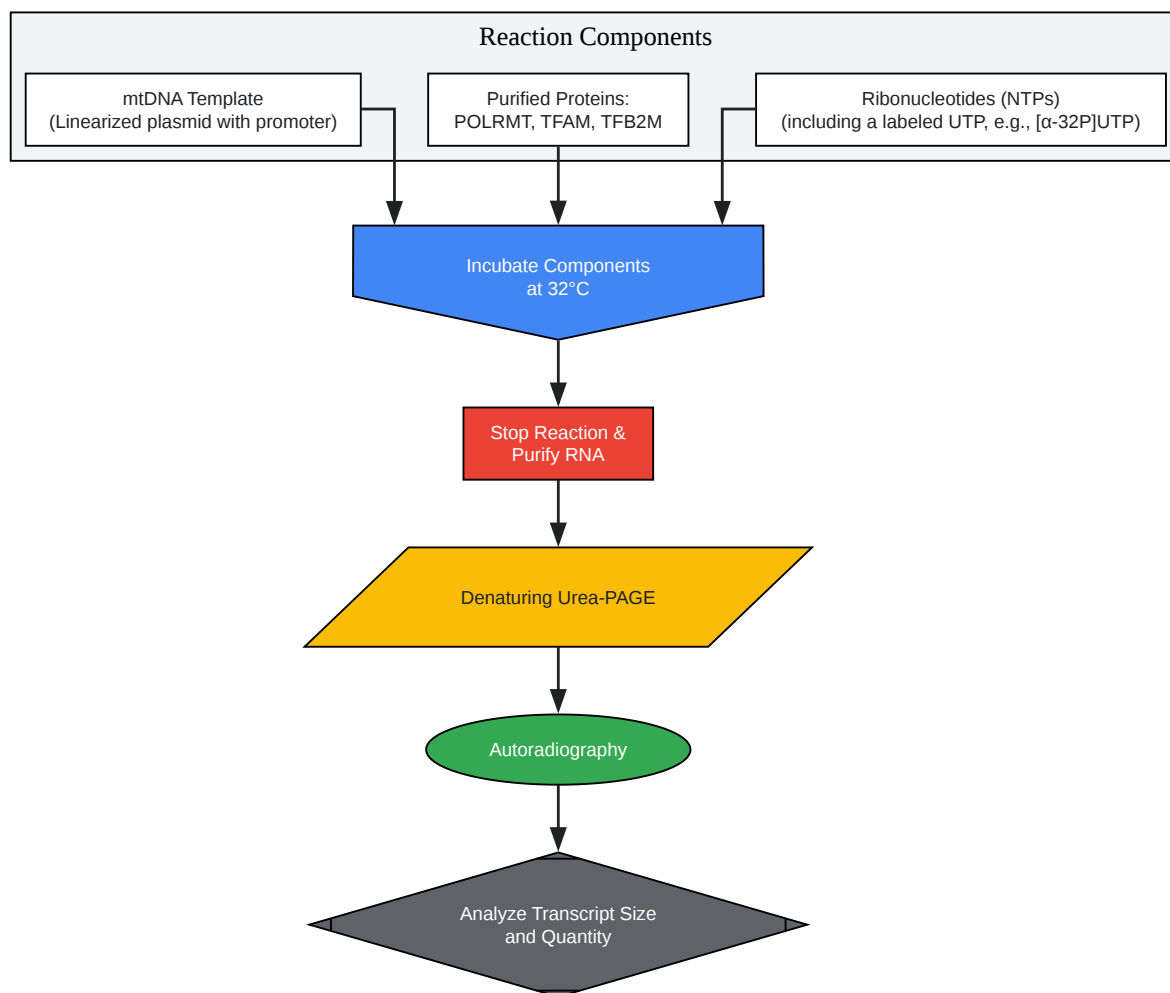 Reaction Components
mtDNA Template
(Linearized plasmid with promoter)
Purified Proteins:
POLRMT, TFAM, TFB2M
Ribonucleotides (NTPs)
(including a labeled UTP, e.g., [α-32P]UTP)
Incubate Components
at 32°C
Stop Reaction &
Purify RNA
Denaturing Urea-PAGE
Autoradiography
Analyze Transcript Size
and Quantity